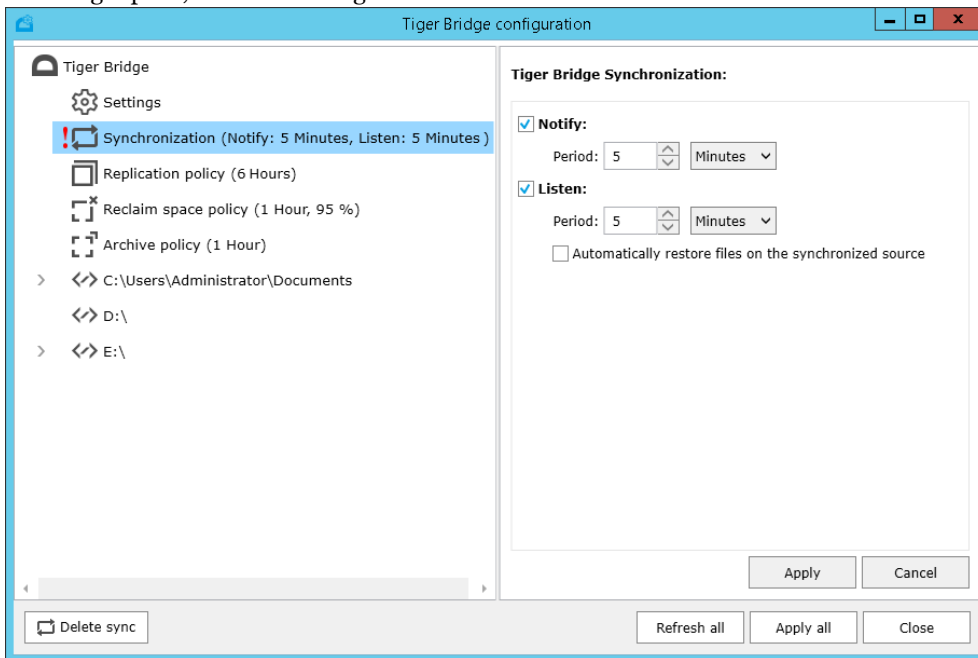 Tiger Bridge configuration
Tiger Bridge
Settings
Synchronization (Notify: 5 Minutes, Listen: 5 Minutes )
Replication policy (6 Hours)
Reclaim space policy (1 Hour, 95 %)
Archive policy (1 Hour)
C:\Users\Administrator\Documents
D:\
E:\
Tiger Bridge Synchronization:
Notify:
Period: 5 Minutes
Listen:
Period: 5 Minutes
Automatically restore files on the synchronized source
Apply Cancel
Delete sync
Refresh all Apply all Close